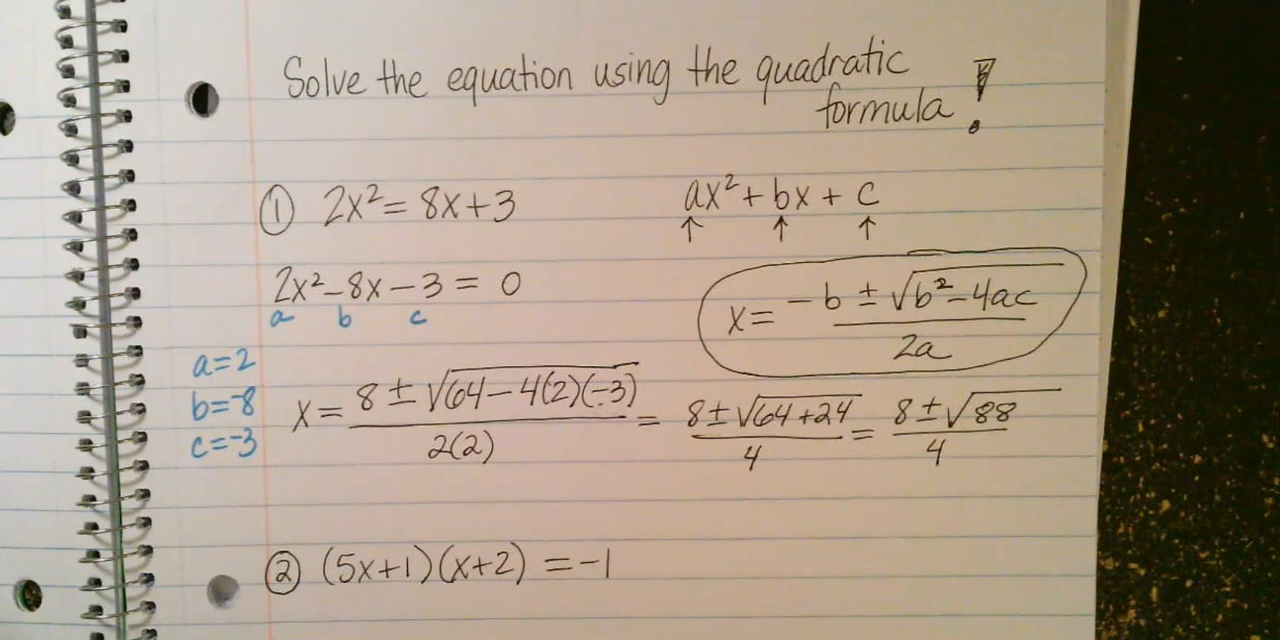 Solve the equation using the quadratic
formula!
① 2x² = 8x+3
ax² + bx + c
↑ ↑ ↑
2x² - 8x - 3 = 0
a b c
x = -b ± √b² - 4ac / 2a
a=2
b=-8
c=-3
x = 8 ± √64 - 4(2)(-3) / 2(2) = 8 ± √64 + 24 / 4 = 8 ± √88 / 4
② (5x+1)(x+2) = -1